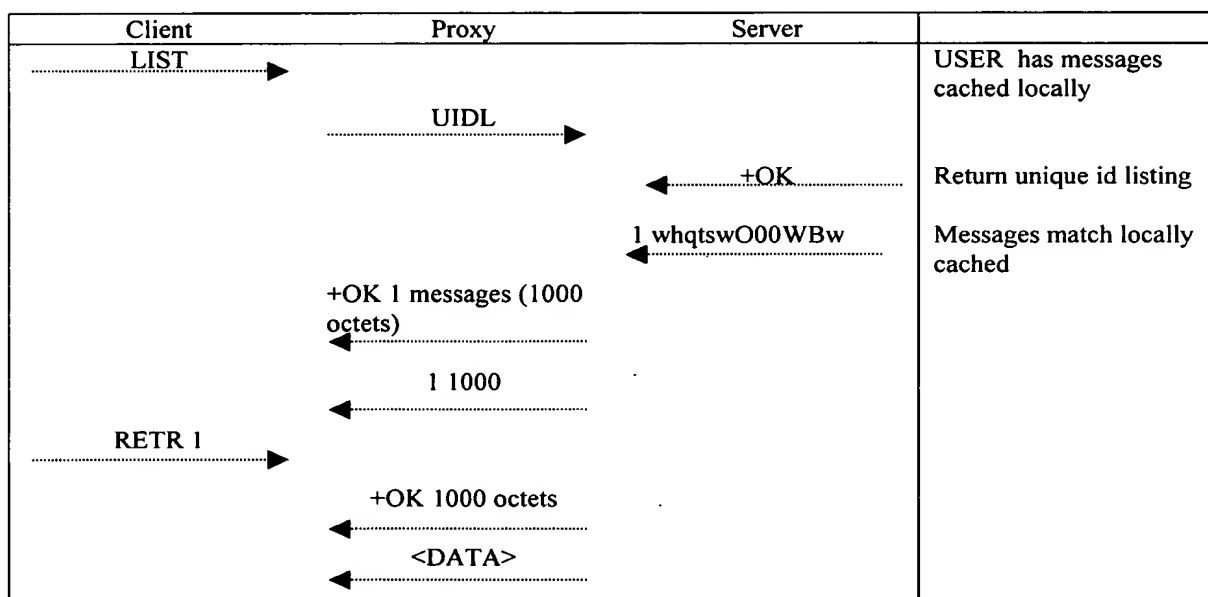 Client Proxy Server
LIST
USER has messages
cached locally
UIDL
+OK
Return unique id listing
1 whqtswO00WBw
Messages match locally
cached
+OK 1 messages (1000
octets)
1 1000
RETR 1
+OK 1000 octets
<DATA>